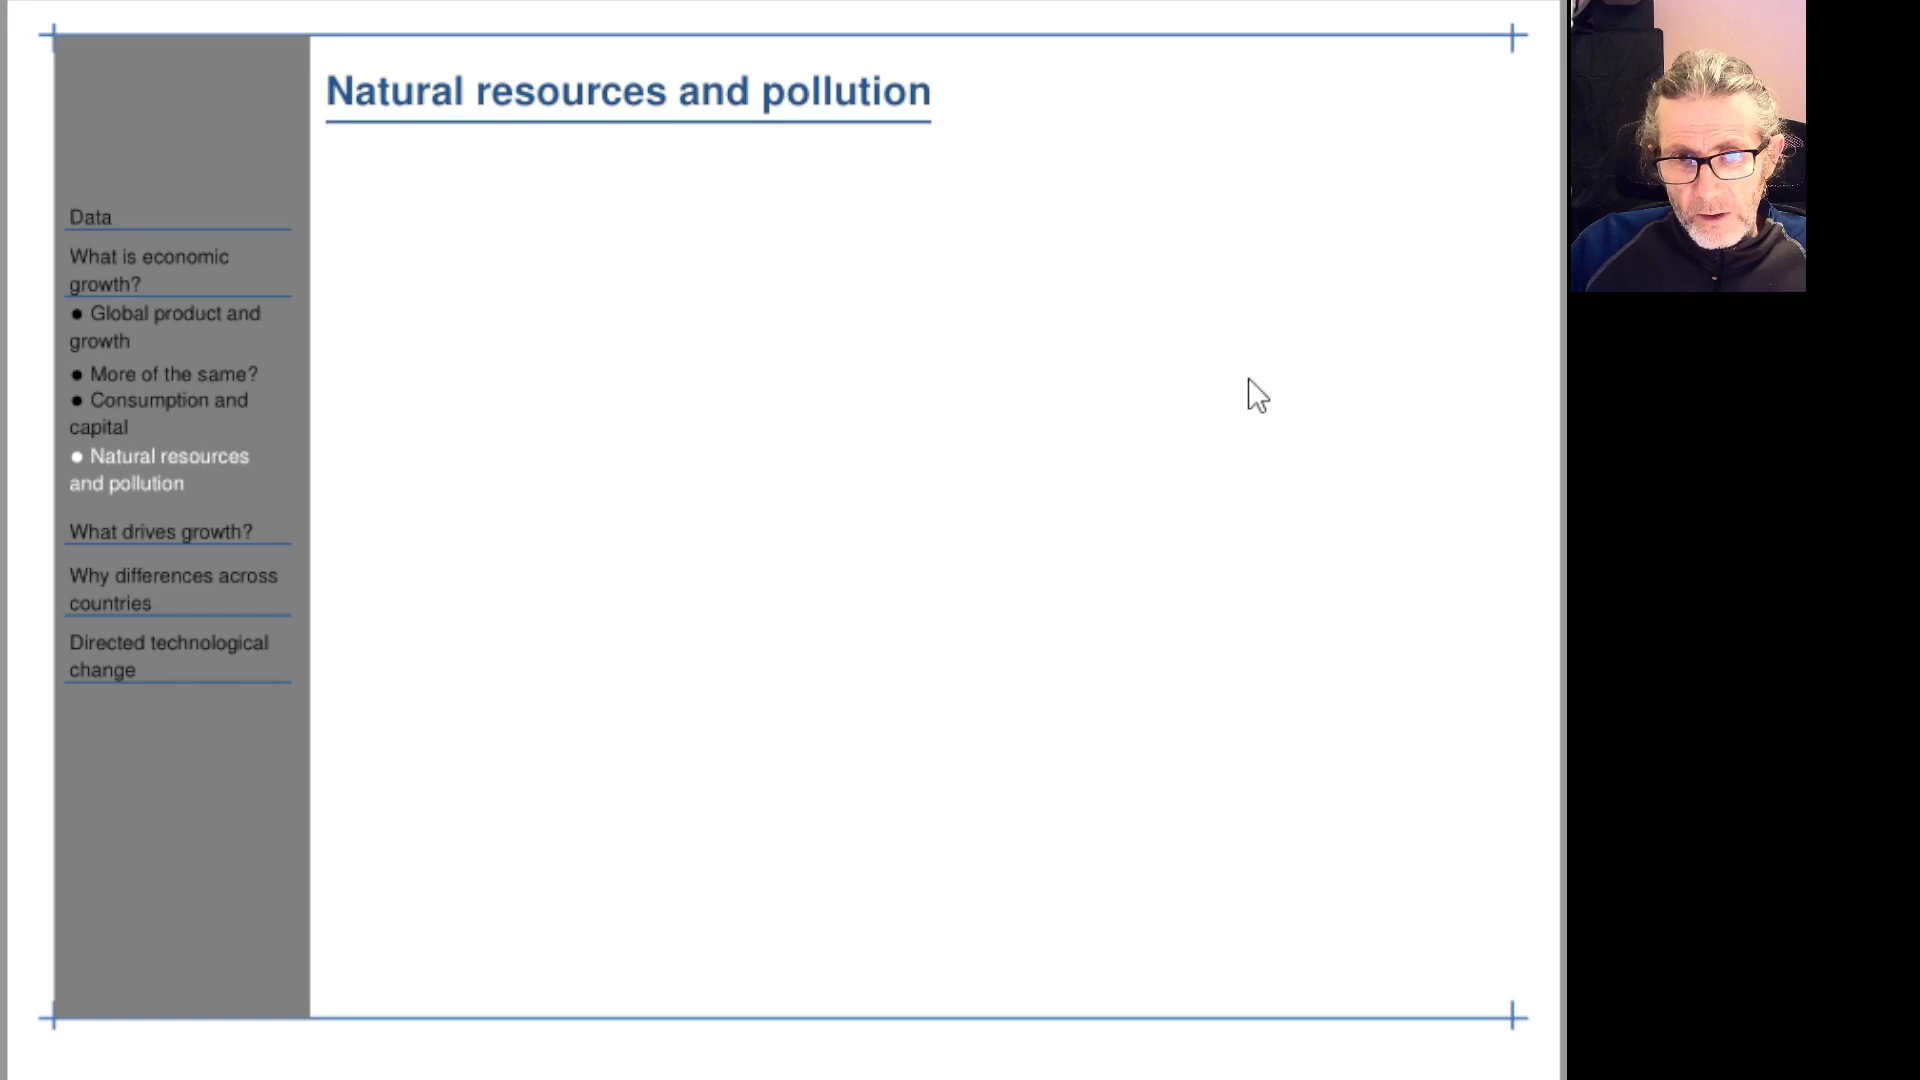 Natural resources and pollution
Data
What is economic
growth?
● Global product and
growth
● More of the same?
● Consumption and
capital
● Natural resources
and pollution
What drives growth?
Why differences across
countries
Directed technological
change